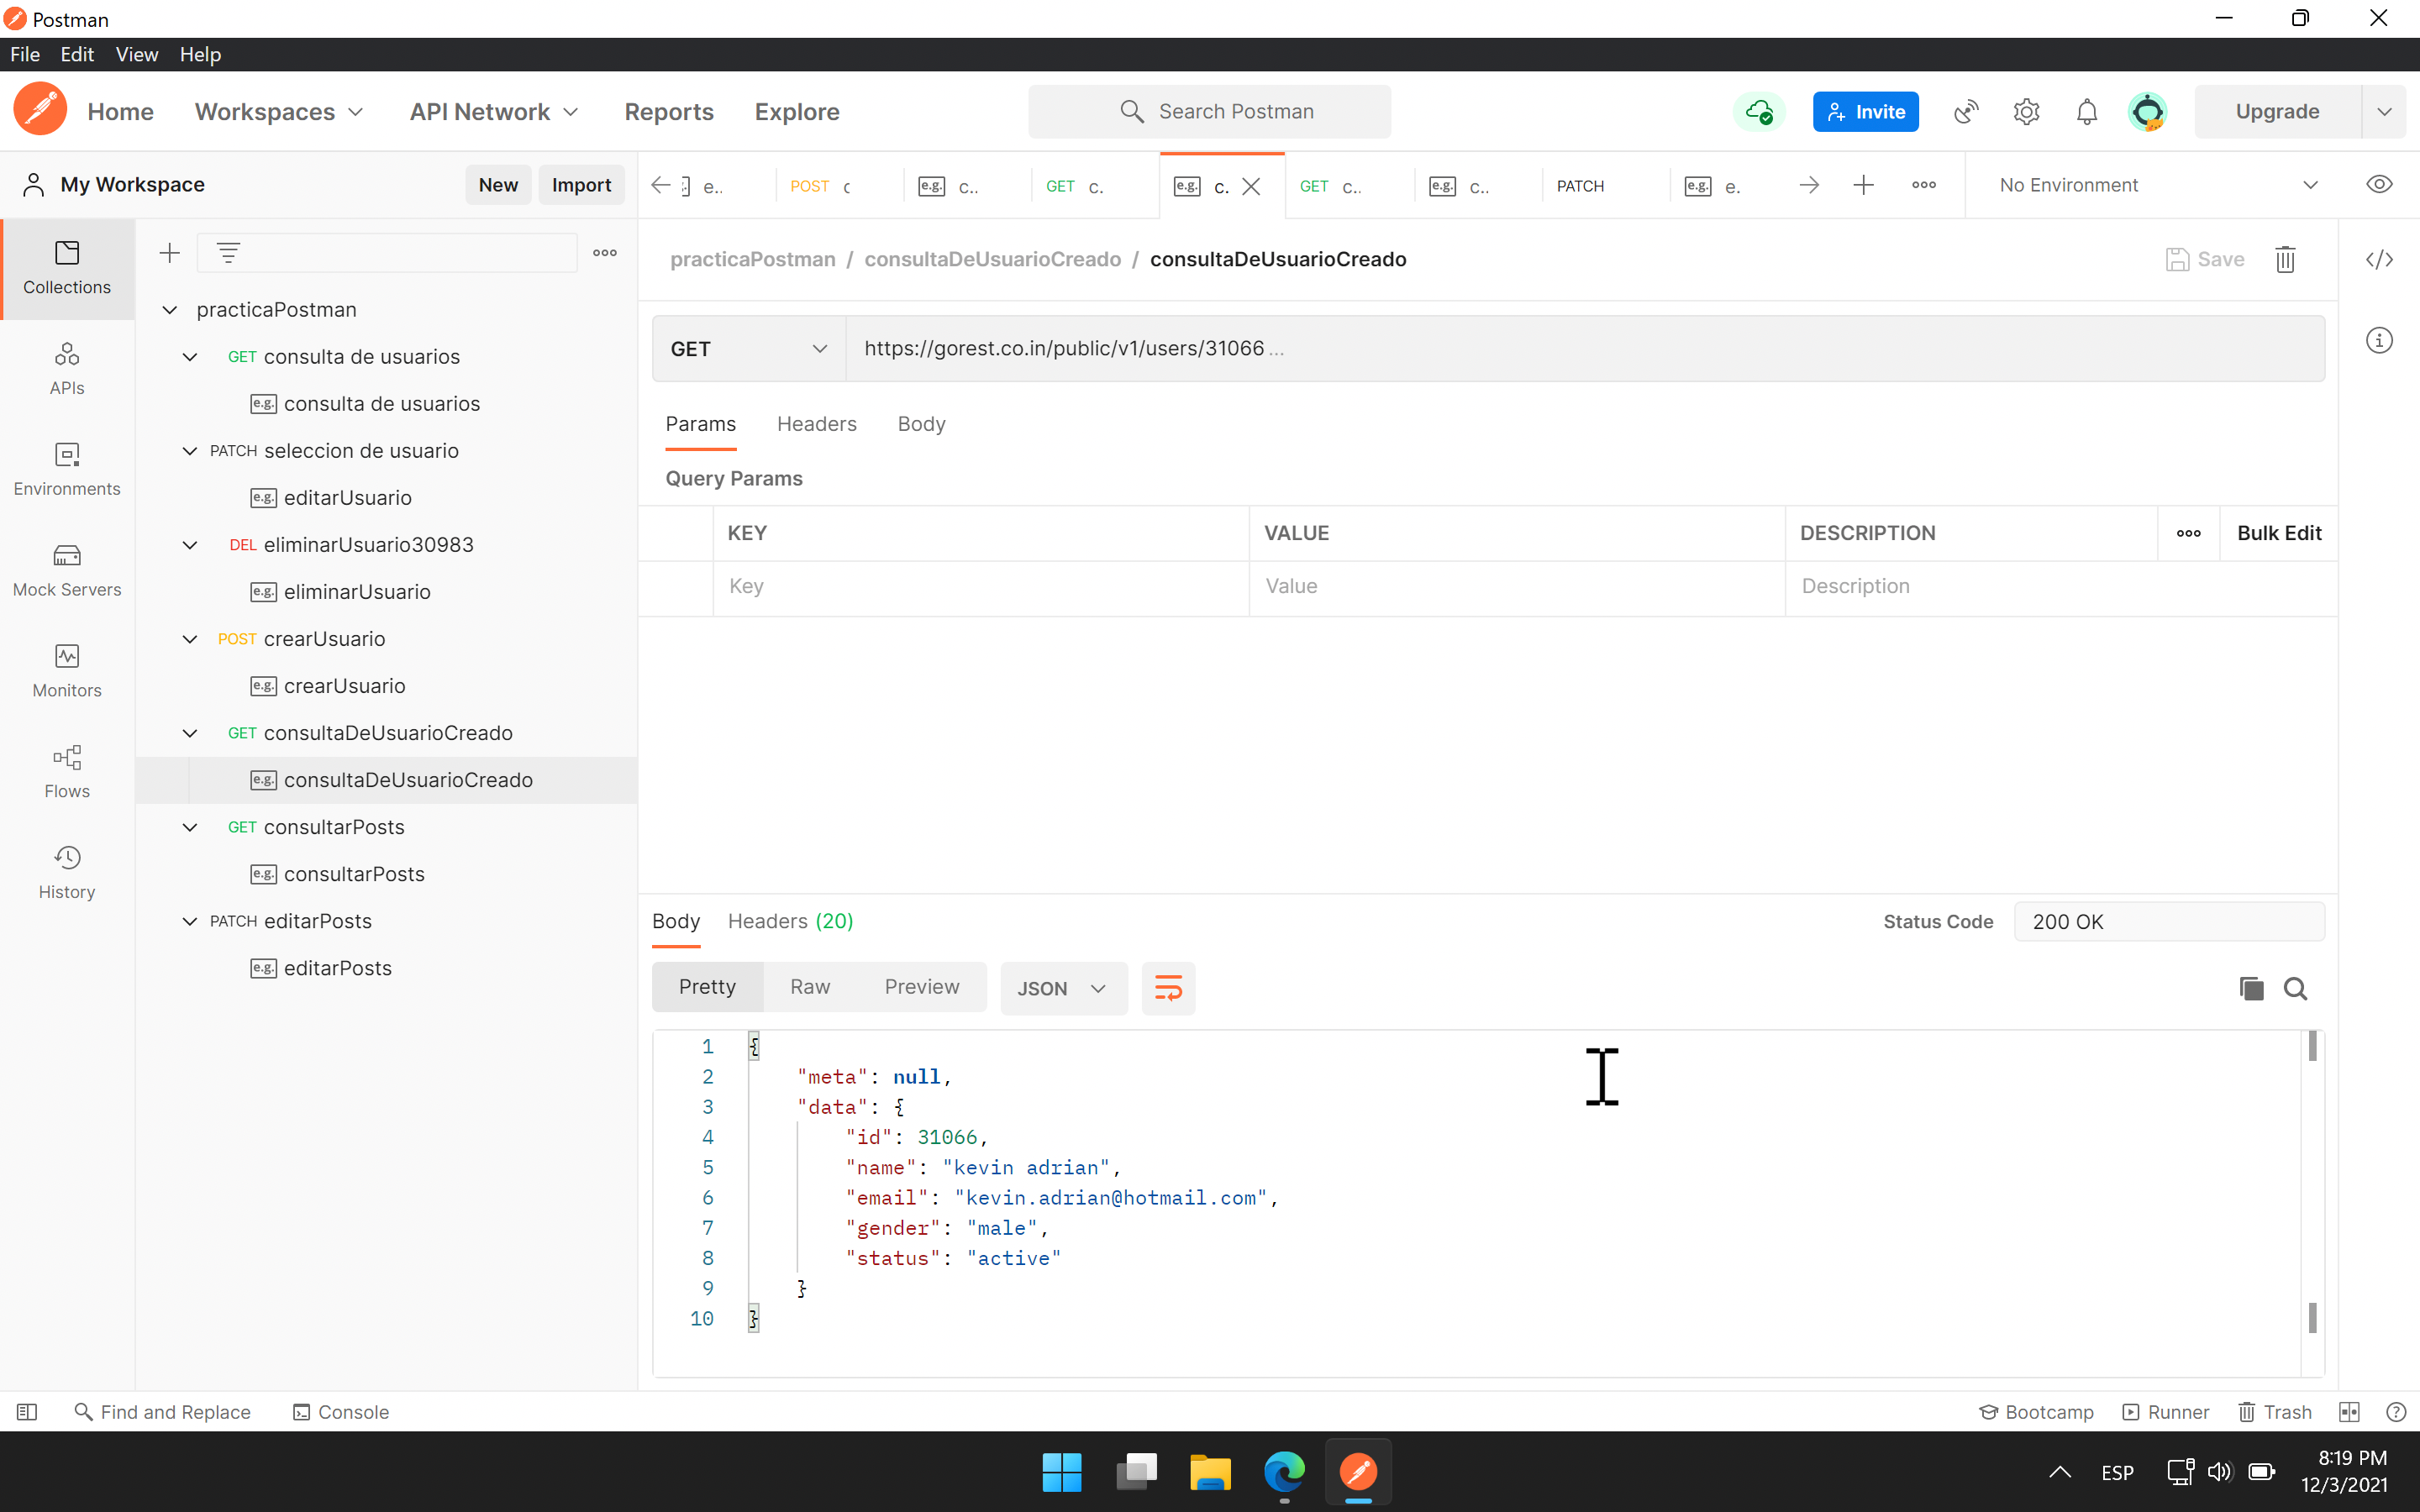 Postman
File Edit View Help
Home Workspaces API Network Reports Explore Search Postman Invite Upgrade
My Workspace New Import
e.. POST c e.g. c.. GET c. e.g. c. GET c.. e.g. c.. PATCH e.g. e. No Environment
Collections
APIs
Environments
Mock Servers
Monitors
Flows
History
practicaPostman
GET consulta de usuarios
e.g. consulta de usuarios
PATCH seleccion de usuario
e.g. editarUsuario
DEL eliminarUsuario30983
e.g. eliminarUsuario
POST crearUsuario
e.g. crearUsuario
GET consultaDeUsuarioCreado
e.g. consultaDeUsuarioCreado
GET consultarPosts
e.g. consultarPosts
PATCH editarPosts
e.g. editarPosts
practicaPostman / consultaDeUsuarioCreado / consultaDeUsuarioCreado Save
GET https://gorest.co.in/public/v1/users/31066 ...
Params Headers Body
Query Params
KEY VALUE DESCRIPTION Bulk Edit
Key Value Description
Body Headers (20) Status Code 200 OK
Pretty Raw Preview JSON
1 {
2 "meta": null,
3 "data": {
4 "id": 31066,
5 "name": "kevin adrian",
6 "email": "kevin.adrian@hotmail.com",
7 "gender": "male",
8 "status": "active"
9 }
10 }
Find and Replace Console Bootcamp Runner Trash
ESP 8:19 PM
12/3/2021